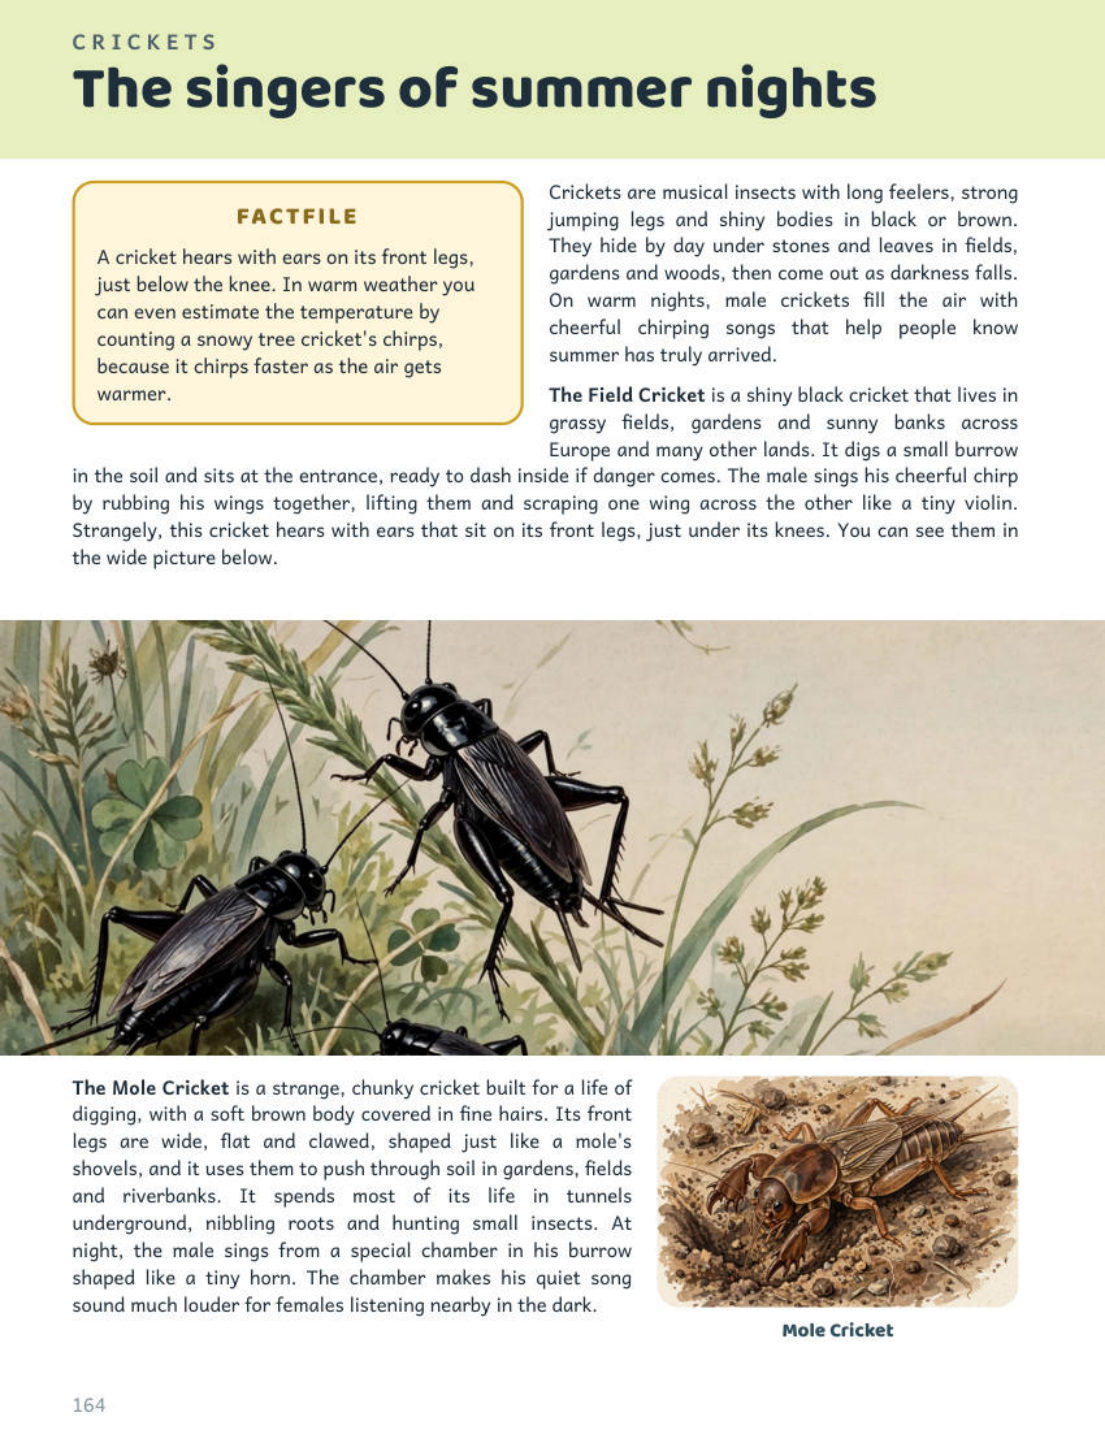 CRICKETS
The singers of summer nights
FACTFILE
A cricket hears with ears on its front legs,
just below the knee. In warm weather you
can even estimate the temperature by
counting a snowy tree cricket's chirps,
because it chirps faster as the air gets
warmer.
Crickets are musical insects with long feelers, strong
jumping legs and shiny bodies in black or brown.
They hide by day under stones and leaves in fields,
gardens and woods, then come out as darkness falls.
On warm nights, male crickets fill the air with
cheerful chirping songs that help people know
summer has truly arrived.
The Field Cricket is a shiny black cricket that lives in
grassy fields, gardens and sunny banks across
Europe and many other lands. It digs a small burrow
in the soil and sits at the entrance, ready to dash inside if danger comes. The male sings his cheerful chirp
by rubbing his wings together, lifting them and scraping one wing across the other like a tiny violin.
Strangely, this cricket hears with ears that sit on its front legs, just under its knees. You can see them in
the wide picture below.
The Mole Cricket is a strange, chunky cricket built for a life of
digging, with a soft brown body covered in fine hairs. Its front
legs are wide, flat and clawed, shaped just like a mole's
shovels, and it uses them to push through soil in gardens, fields
and riverbanks. It spends most of its life in tunnels
underground, nibbling roots and hunting small insects. At
night, the male sings from a special chamber in his burrow
shaped like a tiny horn. The chamber makes his quiet song
sound much louder for females listening nearby in the dark.
Mole Cricket
164